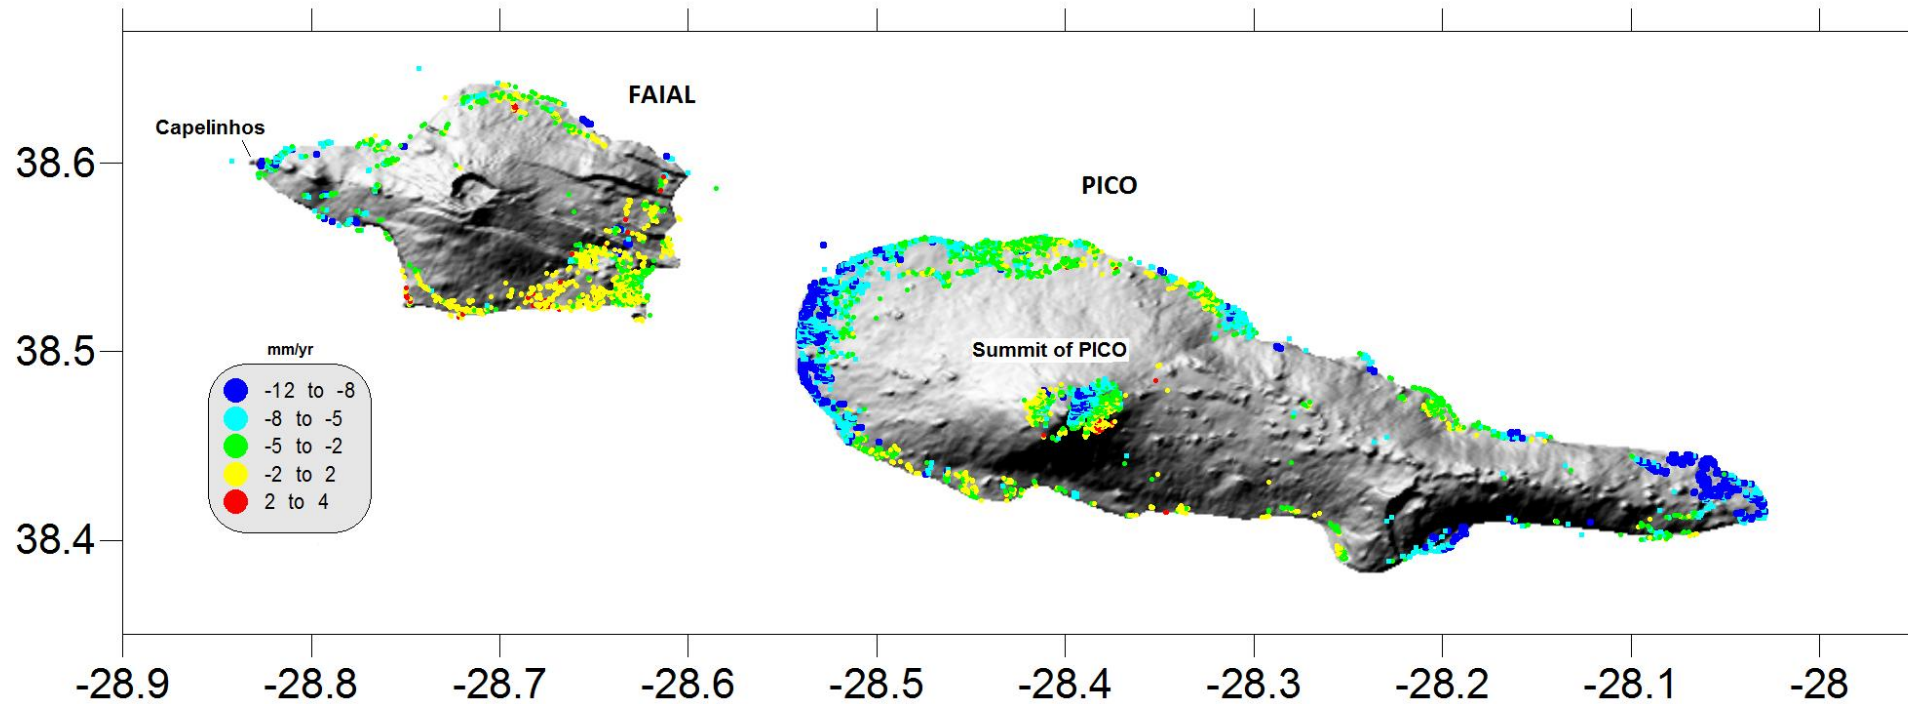 FAIAL
Capelinhos
38.6
PICO
38.5
Summit of PICO
mm/yr
-12 to -8
-8 to -5
-5 to -2
-2 to 2
2 to 4
38.4
-28.9 -28.8 -28.7 -28.6 -28.5 -28.4 -28.3 -28.2 -28.1 -28